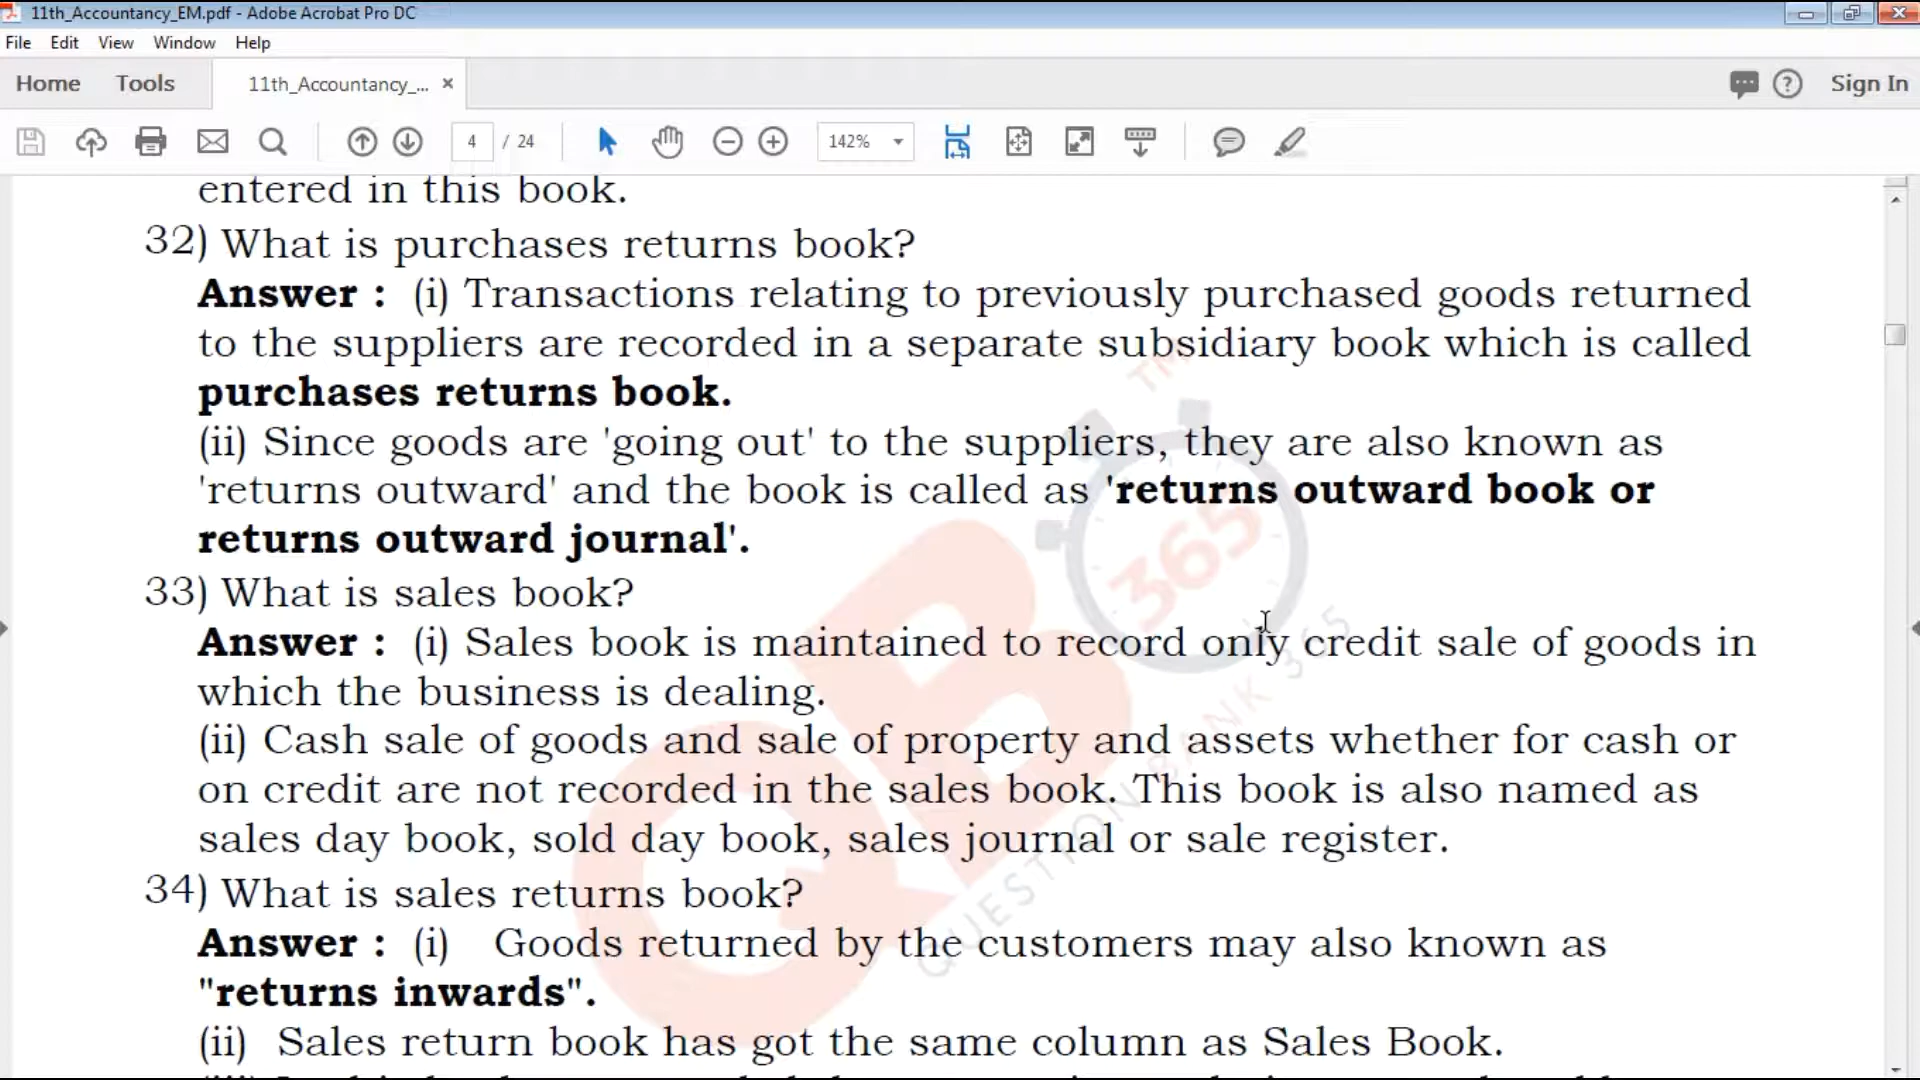 11th_Accountancy_EM.pdf - Adobe Acrobat Pro DC
File Edit View Window Help
Home Tools 11th_Accountancy_... × Sign In
4 / 24 142%
entered in this book.
32) What is purchases returns book?
Answer : (i) Transactions relating to previously purchased goods returned
to the suppliers are recorded in a separate subsidiary book which is called
purchases returns book.
(ii) Since goods are 'going out' to the suppliers, they are also known as
'returns outward' and the book is called as 'returns outward book or
returns outward journal'.
33) What is sales book?
Answer : (i) Sales book is maintained to record only credit sale of goods in
which the business is dealing.
(ii) Cash sale of goods and sale of property and assets whether for cash or
on credit are not recorded in the sales book. This book is also named as
sales day book, sold day book, sales journal or sale register.
34) What is sales returns book?
Answer : (i) Goods returned by the customers may also known as
"returns inwards".
(ii) Sales return book has got the same column as Sales Book.
QB
365
TM
QUESTION BANK 365